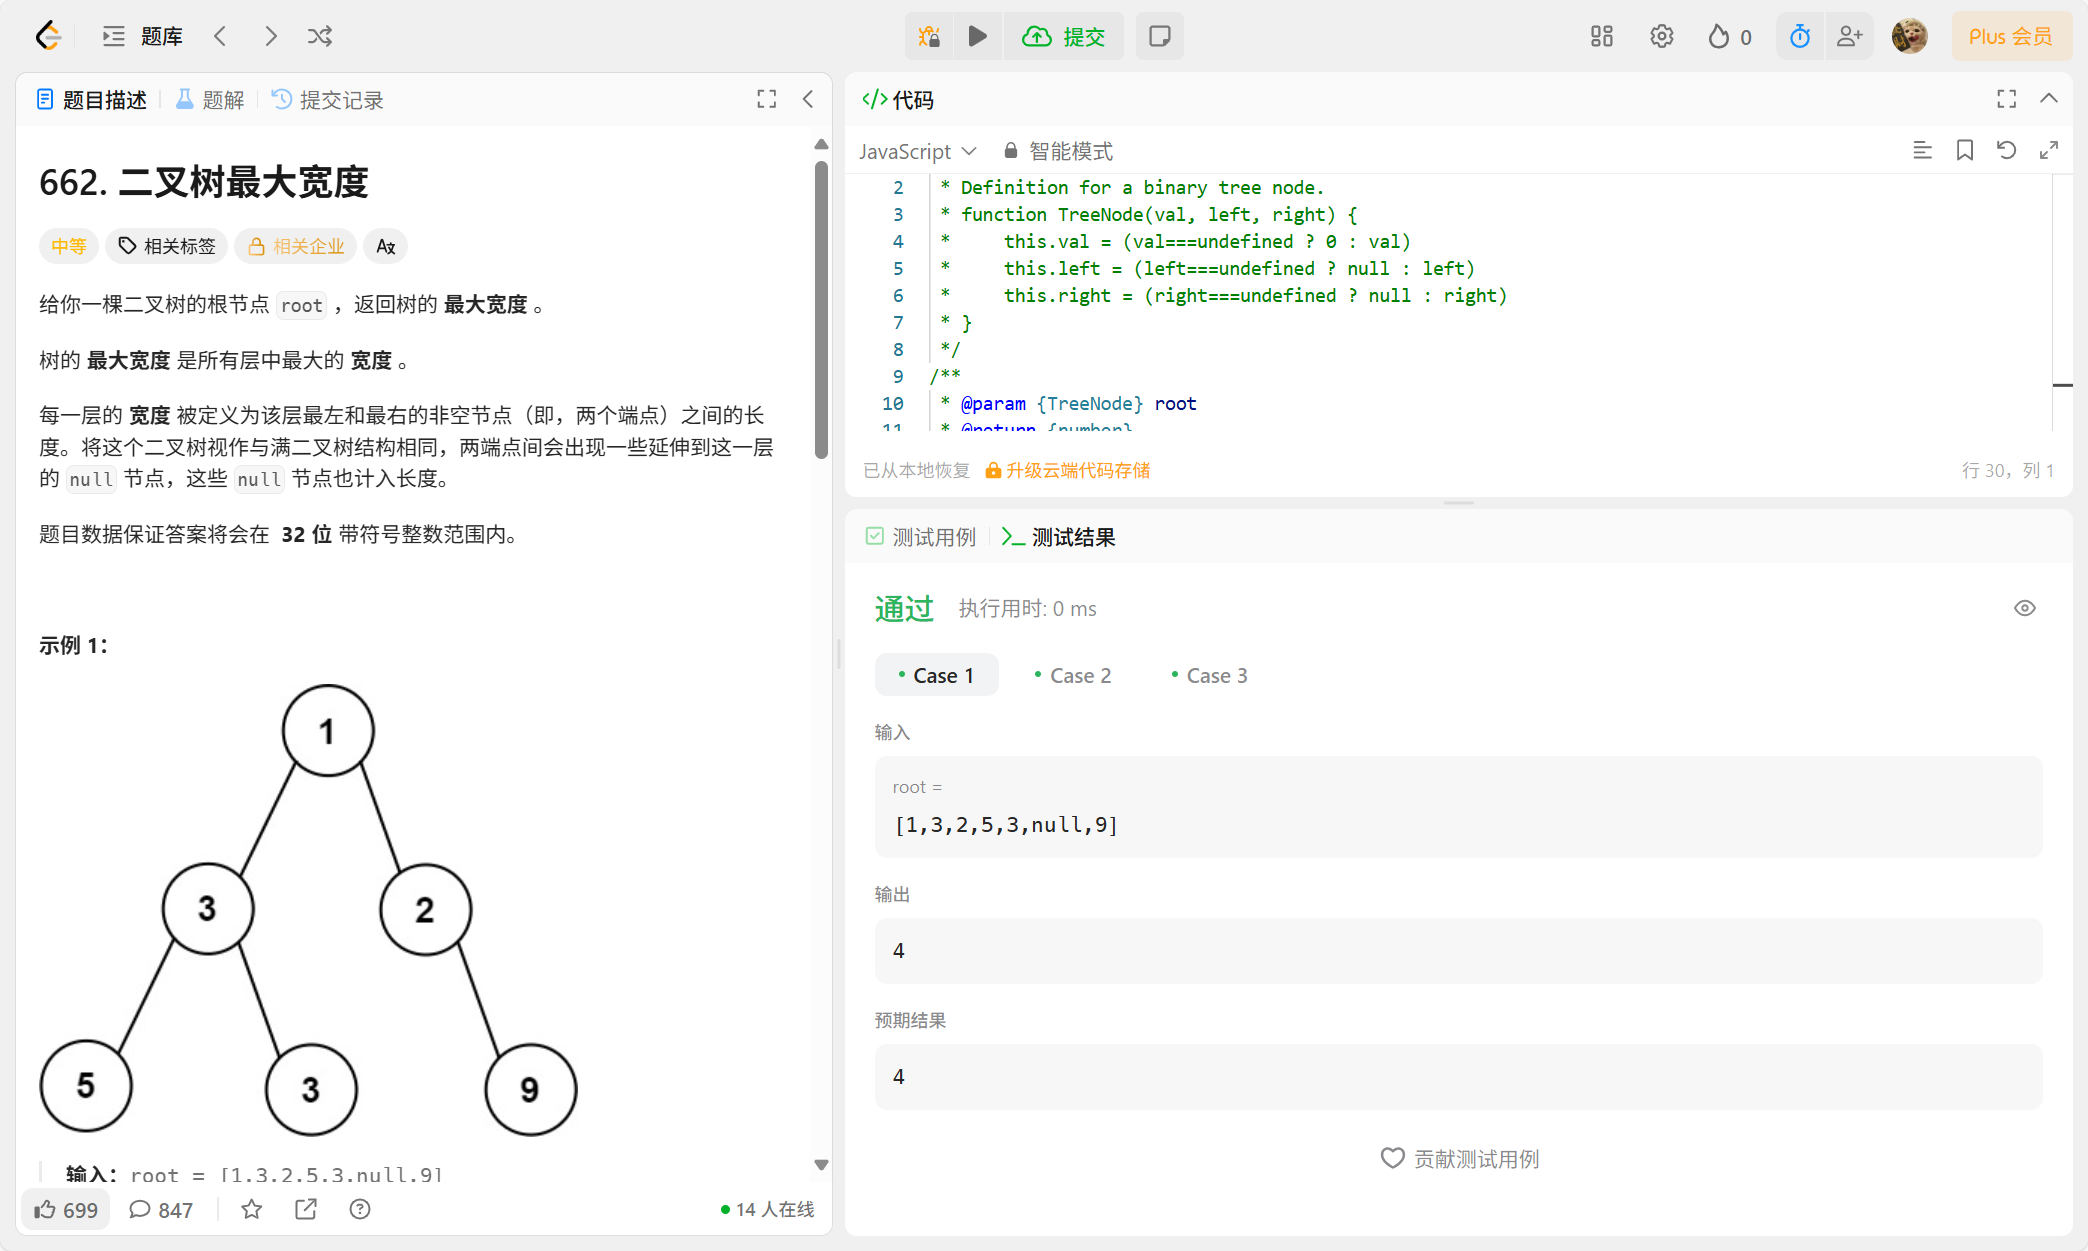 题库
提交
0
Plus 会员
题目描述
题解
提交记录
662. 二叉树最大宽度
中等
相关标签
相关企业
给你一棵二叉树的根节点 root ，返回树的 最大宽度 。
树的 最大宽度 是所有层中最大的 宽度 。
每一层的 宽度 被定义为该层最左和最右的非空节点（即，两个端点）之间的长
度。将这个二叉树视作与满二叉树结构相同，两端点间会出现一些延伸到这一层
的 null 节点，这些 null 节点也计入长度。
题目数据保证答案将会在 32 位 带符号整数范围内。
示例 1：
1
3
2
5
3
9
输入：root = [1,3,2,5,3,null,9]
699
847
14 人在线
代码
JavaScript
智能模式
2 * Definition for a binary tree node.
3 * function TreeNode(val, left, right) {
4 *     this.val = (val===undefined ? 0 : val)
5 *     this.left = (left===undefined ? null : left)
6 *     this.right = (right===undefined ? null : right)
7 * }
8 */
9 /**
10 * @param {TreeNode} root
11 * @return {number}
已从本地恢复
升级云端代码存储
行 30，列 1
测试用例
测试结果
通过
执行用时: 0 ms
Case 1
Case 2
Case 3
输入
root =
[1,3,2,5,3,null,9]
输出
4
预期结果
4
贡献测试用例